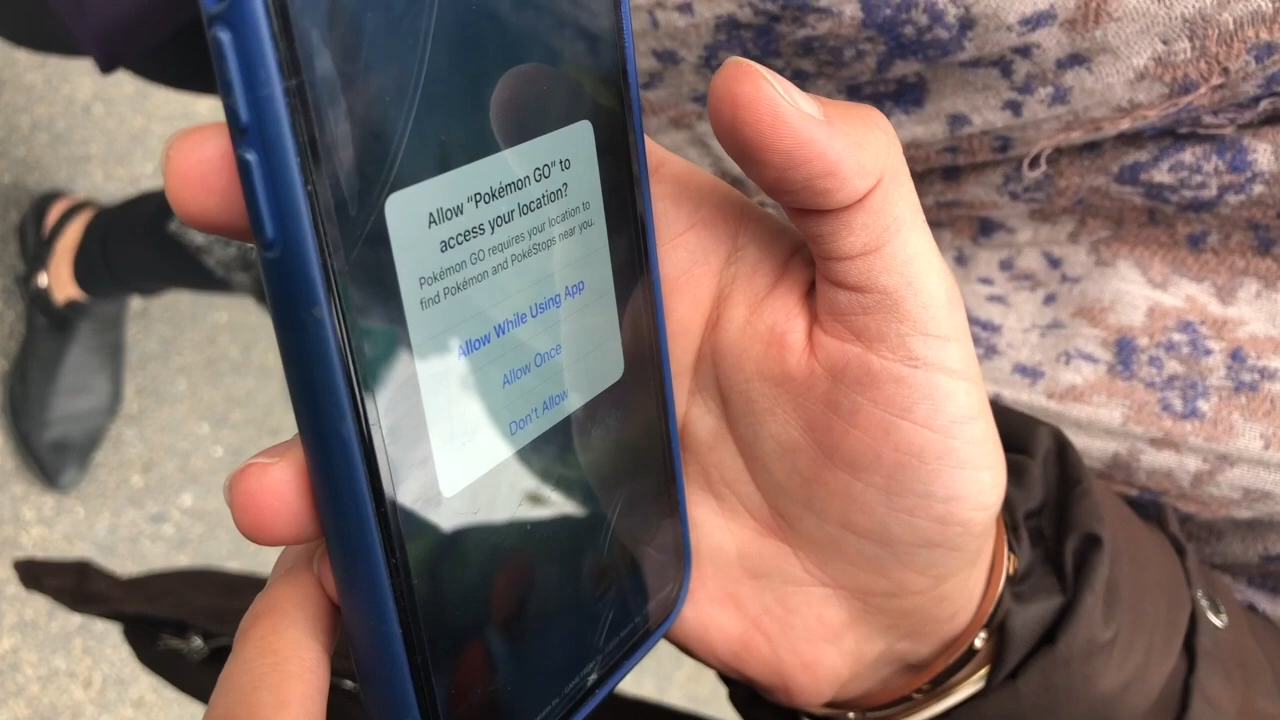 Allow “Pokémon GO” to
access your location?
Pokémon GO requires your location to
find Pokémon and PokéStops near you.
Allow While Using App
Allow Once
Don’t Allow